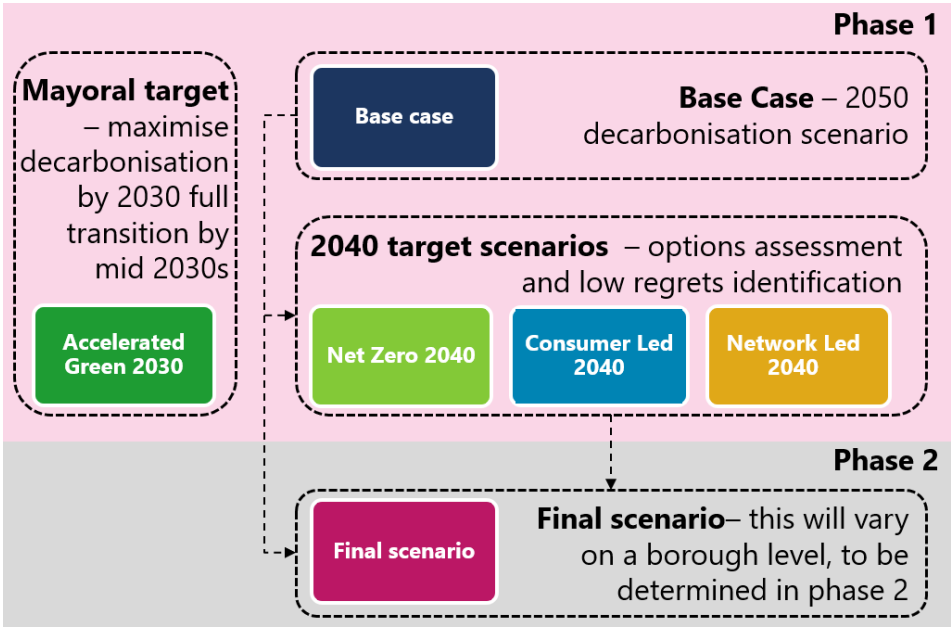 Phase 1
Mayoral target
– maximise
decarbonisation
by 2030 full
transition by
mid 2030s
Accelerated
Green 2030
Base case
Base Case – 2050
decarbonisation scenario
2040 target scenarios – options assessment
and low regrets identification
Net Zero 2040
Consumer Led
2040
Network Led
2040
Phase 2
Final scenario
Final scenario– this will vary
on a borough level, to be
determined in phase 2